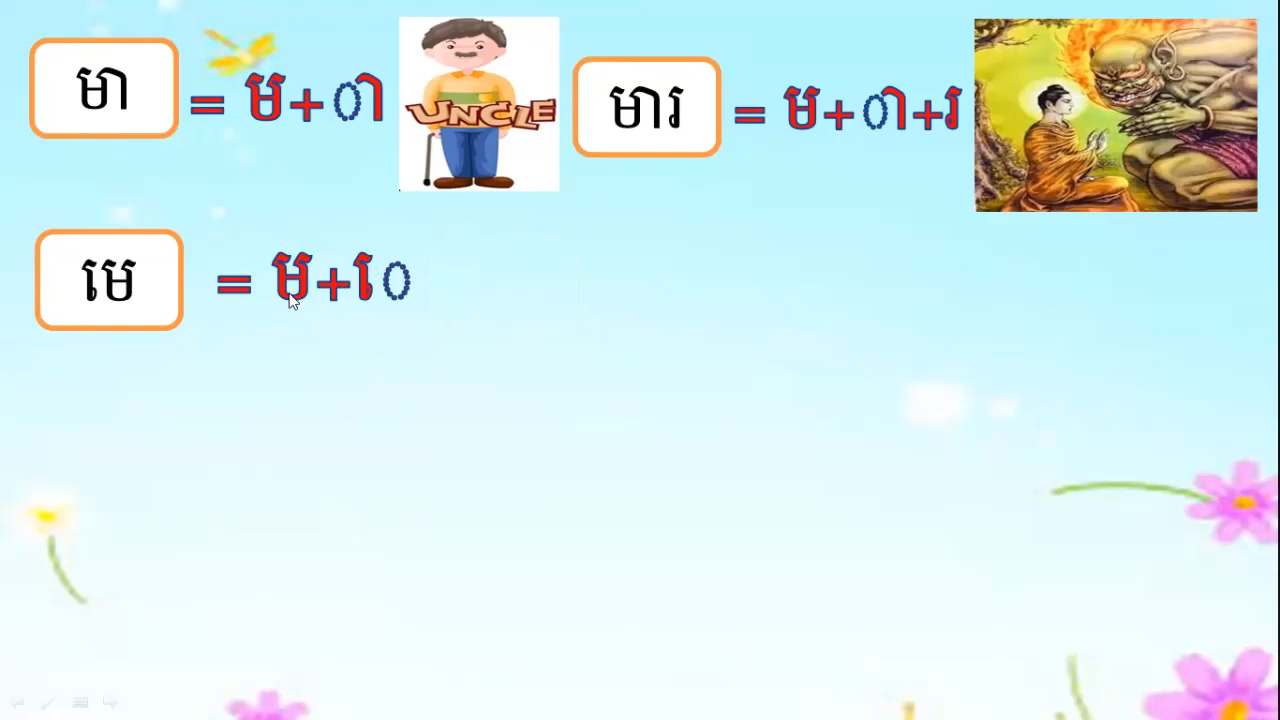 មា = ម+ា UNCLE មារ = ម+ា+រ
មេ = ម+េ